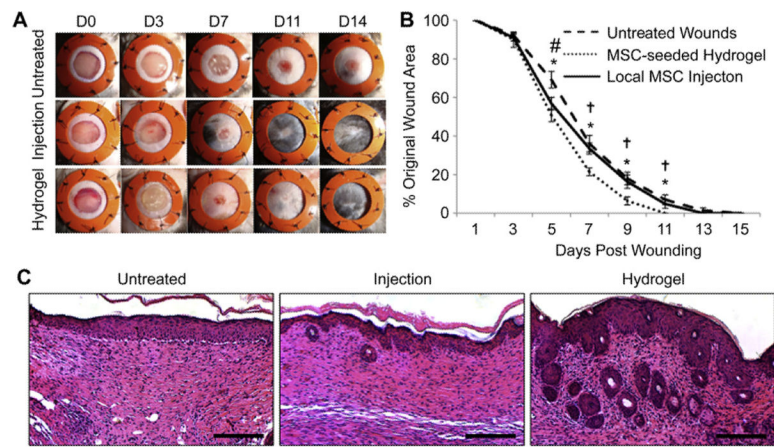 A
D0 D3 D7 D11 D14
Untreated
Injection
Hydrogel
B
% Original Wound Area
100
80
60
40
20
0
1 3 5 7 9 11 13 15
Days Post Wounding
Untreated Wounds
MSC-seeded Hydrogel
Local MSC Injecton
#
*
†
*
†
*
†
*
C
Untreated Injection Hydrogel